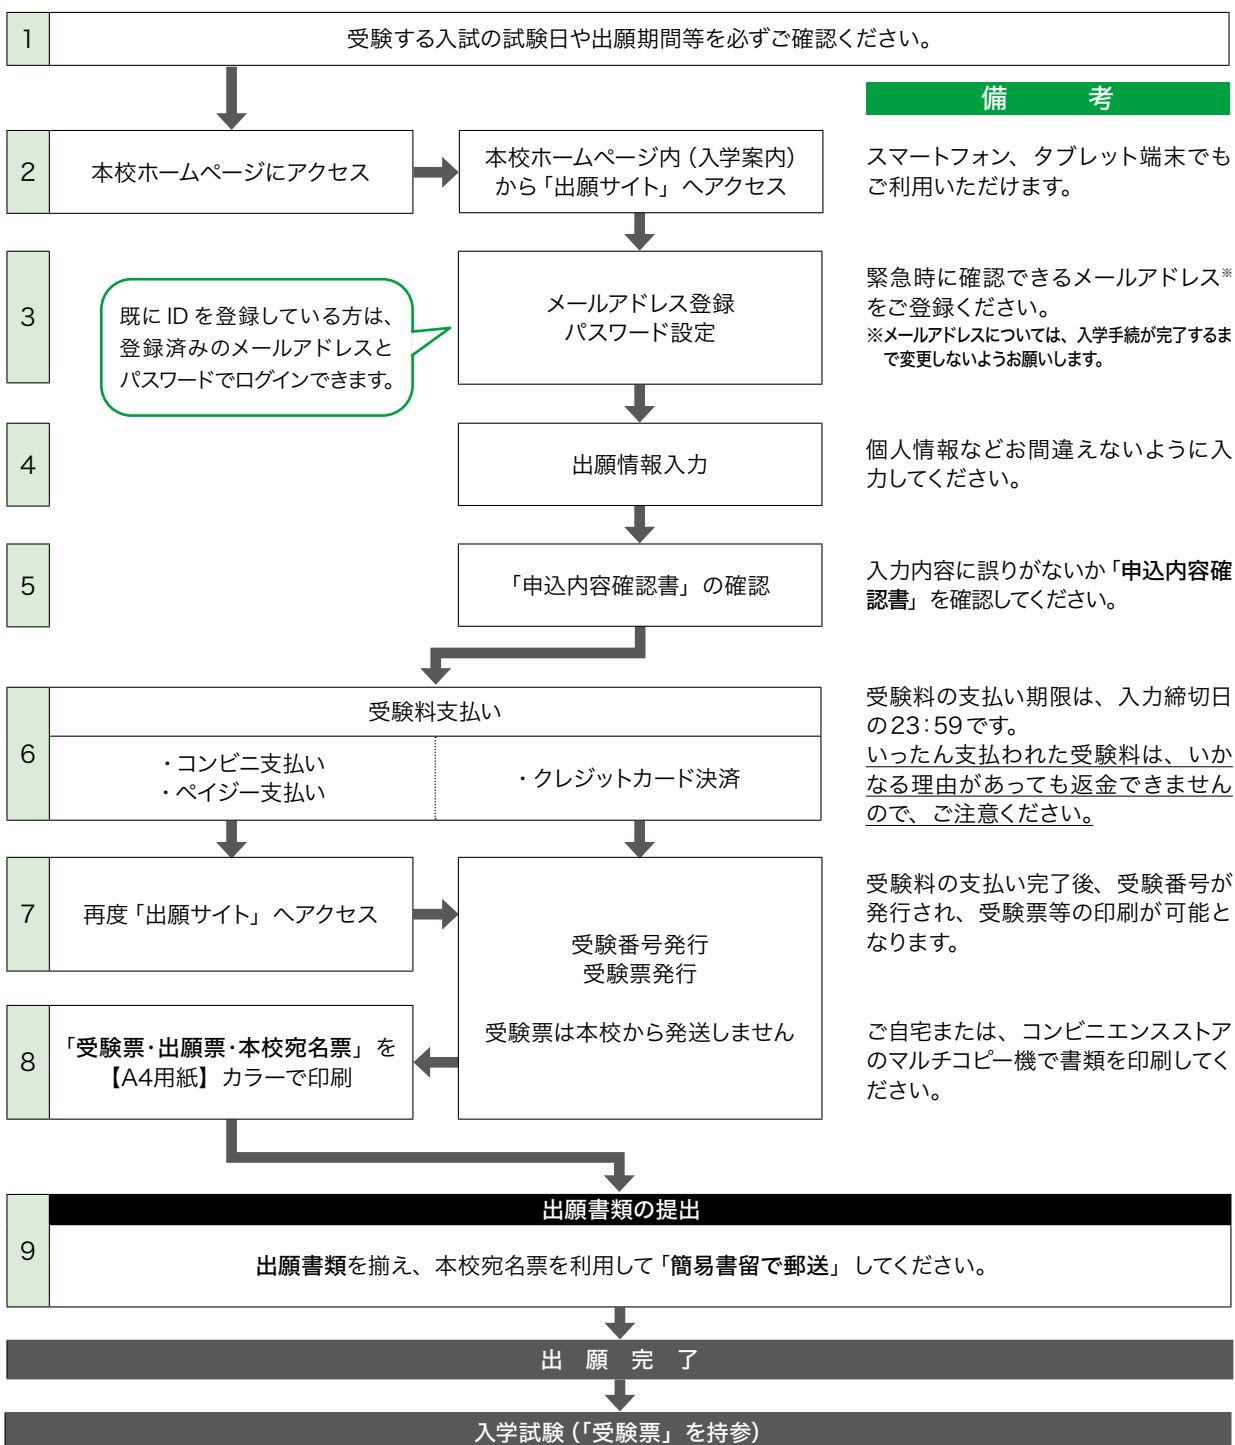 1
受験する入試の試験日や出願期間等を必ずご確認ください。
備　考
2
本校ホームページにアクセス
本校ホームページ内（入学案内）
から「出願サイト」へアクセス
スマートフォン、タブレット端末でも
ご利用いただけます。
3
既に ID を登録している方は、
登録済みのメールアドレスと
パスワードでログインできます。
メールアドレス登録
パスワード設定
緊急時に確認できるメールアドレス※
をご登録ください。
※メールアドレスについては、入学手続が完了するま
で変更しないようお願いします。
4
出願情報入力
個人情報などお間違えないように入
力してください。
5
「申込内容確認書」の確認
入力内容に誤りがないか「申込内容確
認書」を確認してください。
6
受験料支払い
・コンビニ支払い
・ペイジー支払い
・クレジットカード決済
受験料の支払い期限は、入力締切日
の23：59です。
いったん支払われた受験料は、いか
なる理由があっても返金できません
ので、ご注意ください。
7
再度「出願サイト」へアクセス
受験番号発行
受験票発行
受験票は本校から発送しません
受験料の支払い完了後、受験番号が
発行され、受験票等の印刷が可能と
なります。
8
「受験票・出願票・本校宛名票」を
【A4用紙】カラーで印刷
ご自宅または、コンビニエンスストア
のマルチコピー機で書類を印刷してく
ださい。
9
出願書類の提出
出願書類を揃え、本校宛名票を利用して「簡易書留で郵送」してください。
出　願　完　了
入学試験（「受験票」を持参）